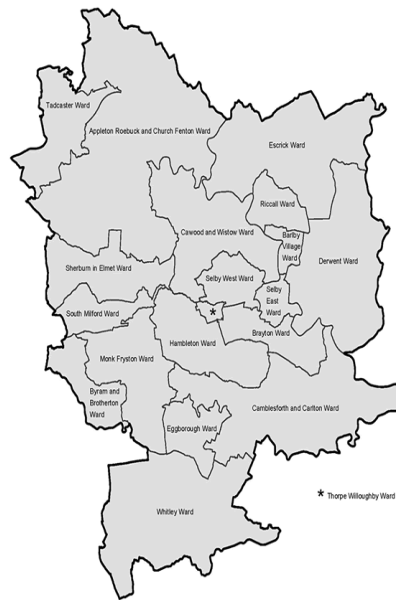 Tadcaster Ward
Appleton Roebuck and Church Fenton Ward
Escrick Ward
Riccall Ward
Cawood and Wistow Ward
Barlby
Village
Ward
Derwent Ward
Sherburn in Elmet Ward
Selby West Ward
Selby
East
Ward
South Milford Ward
*
Brayton Ward
Hambleton Ward
Monk Fryston Ward
Byram and
Brotherton
Ward
Camblesforth and Carlton Ward
Eggborough Ward
* Thorpe Willoughby Ward
Whitley Ward